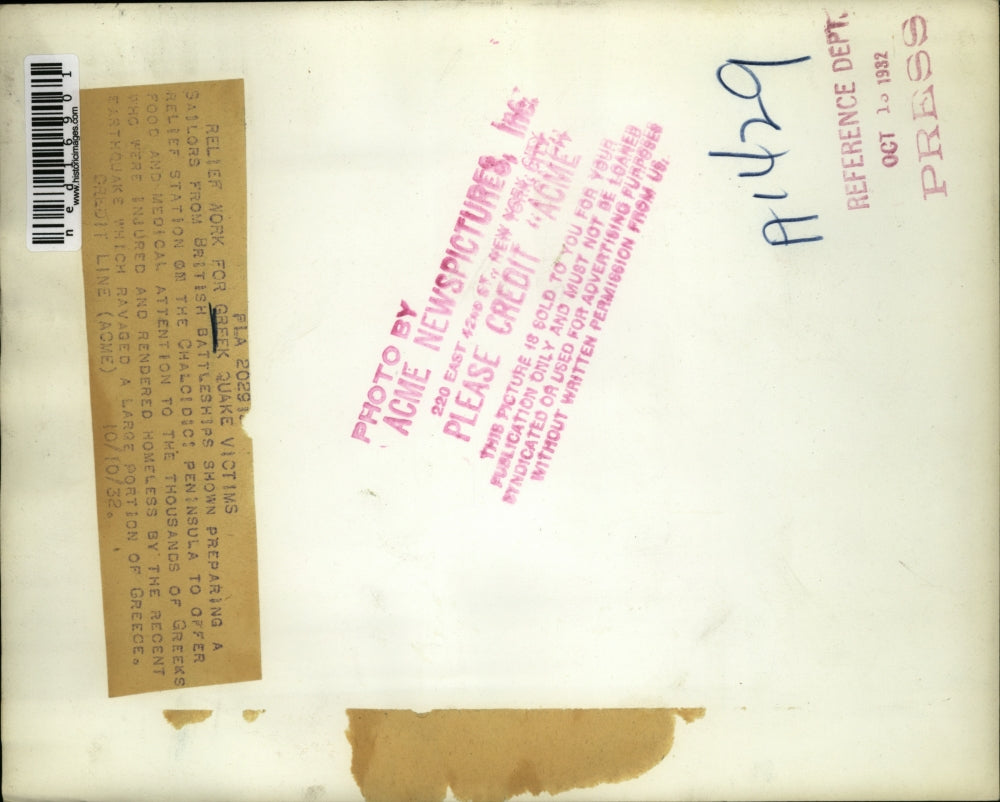 PLA 20291
RELIEF WORK FOR GREEK QUAKE VICTIMS
SAILORS FROM BRITISH BATTLESHIPS SHOWN PREPARING A
RELIEF STATION ON THE CHALCIDICI PENINSULA TO OFFER
FOOD AND MEDICAL ATTENTION TO THE THOUSANDS OF GREEKS
WHO WERE INJURED AND RENDERED HOMELESS BY THE RECENT
EARTHQUAKE WHICH RAVAGED A LARGE PORTION OF GREECE.
CREDIT LINE (ACME) 10/10/32.
ned16901
www.historicimages.com
PHOTO BY
ACME NEWSPICTURES, Inc.
220 EAST 42ND ST., NEW YORK CITY
PLEASE CREDIT "ACME"
THIS PICTURE IS SOLD TO YOU FOR YOUR
PUBLICATION ONLY AND MUST NOT BE LOANED
SYNDICATED OR USED FOR ADVERTISING PURPOSES
WITHOUT WRITTEN PERMISSION FROM US.
A1429
REFERENCE DEPT.
OCT 1932
PRESS